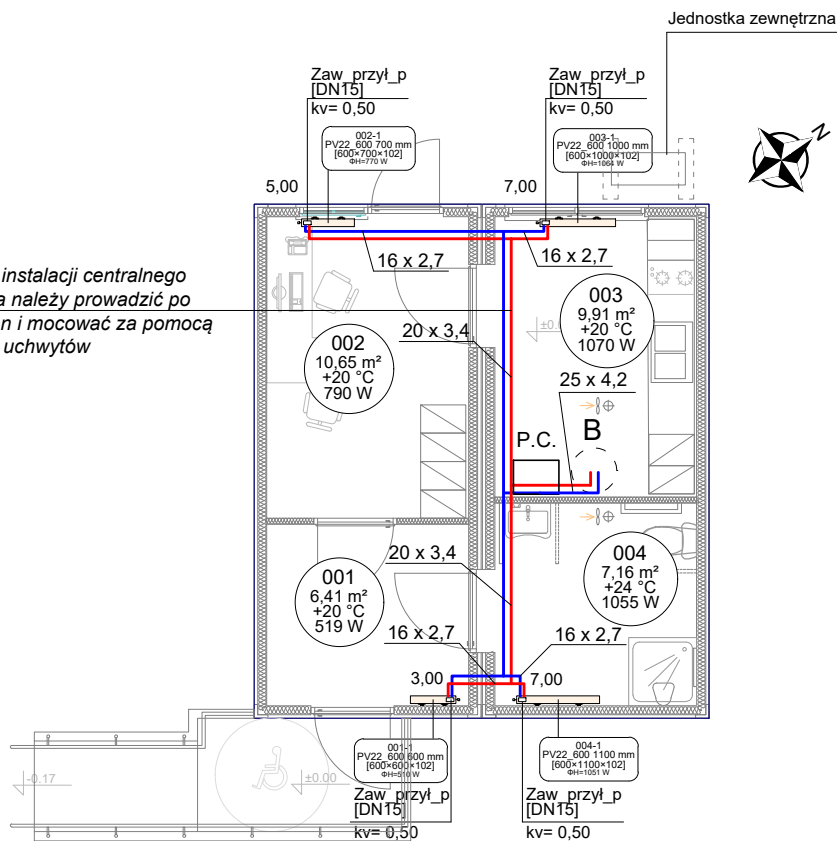 Jednostka zewnętrzna
N
Zaw_przył_p
[DN15]
kv= 0,50
Zaw_przył_p
[DN15]
kv= 0,50
002-1
PV22_600 700 mm
[600×700×102]
ΦH=770 W
003-1
PV22_600 1000 mm
[600×1000×102]
ΦH=1064 W
5,00
7,00
16 x 2,7
16 x 2,7
instalacji centralnego
należy prowadzić po
i mocować za pomocą
uchwytów
003
9,91 m²
+20 °C
1070 W
20 x 3,4
002
10,65 m²
+20 °C
790 W
25 x 4,2
P.C.
B
20 x 3,4
001
6,41 m²
+20 °C
519 W
004
7,16 m²
+24 °C
1055 W
16 x 2,7
16 x 2,7
3,00
7,00
001-1
PV22_600 600 mm
[600×600×102]
ΦH=510 W
004-1
PV22_600 1100 mm
[600×1100×102]
ΦH=1051 W
-0.17
±0.00
Zaw_przył_p
[DN15]
kv= 0,50
Zaw_przył_p
[DN15]
kv= 0,50